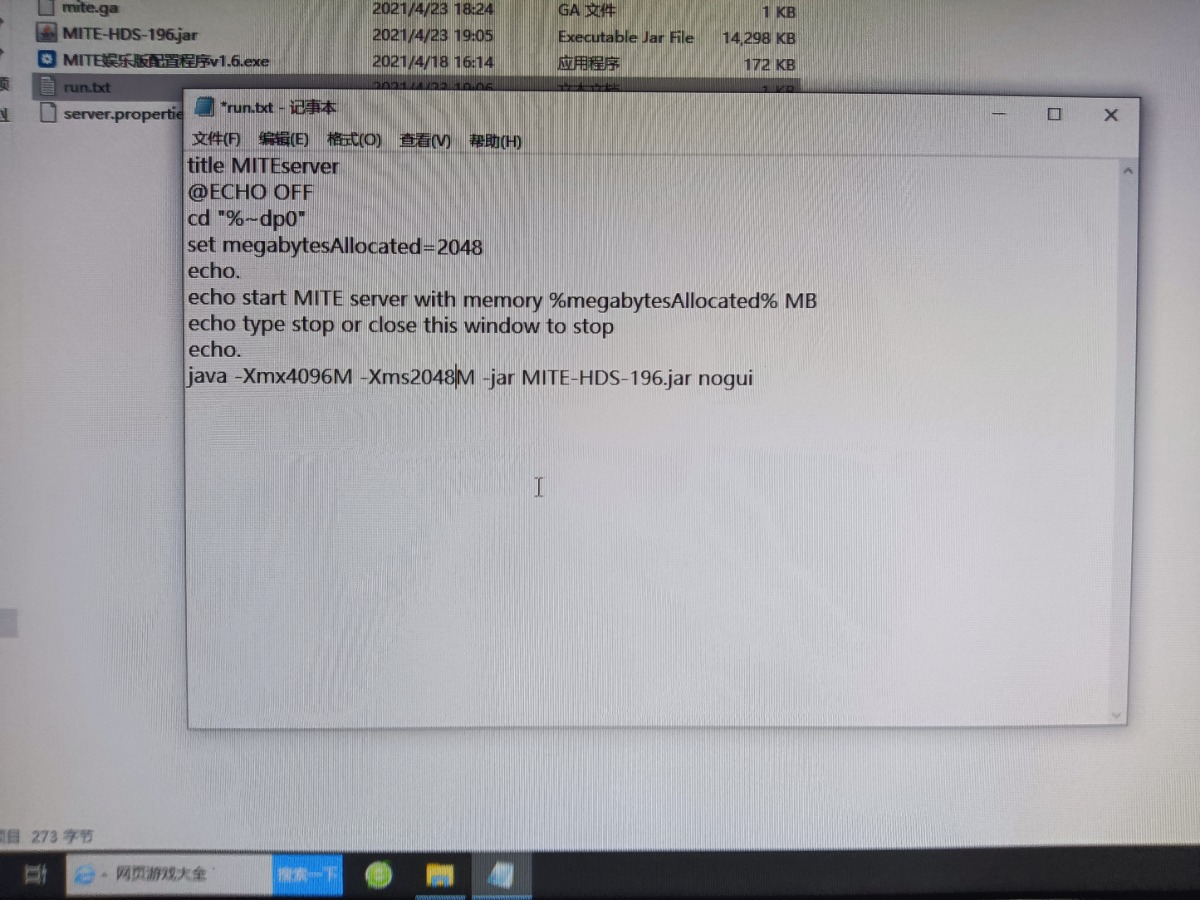 mite.ga 2021/4/23 18:24 GA 文件 1 KB
MITE-HDS-196.jar 2021/4/23 19:05 Executable Jar File 14,298 KB
MITE娱乐版配置程序v1.6.exe 2021/4/18 16:14 应用程序 172 KB
run.txt 1 KB
server.propertie
*run.txt - 记事本
文件(F) 编辑(E) 格式(O) 查看(V) 帮助(H)
title MITEserver
@ECHO OFF
cd "%~dp0"
set megabytesAllocated=2048
echo.
echo start MITE server with memory %megabytesAllocated% MB
echo type stop or close this window to stop
echo.
java -Xmx4096M -Xms2048M -jar MITE-HDS-196.jar nogui
项目 273 字节
网页游戏大全 搜索一下